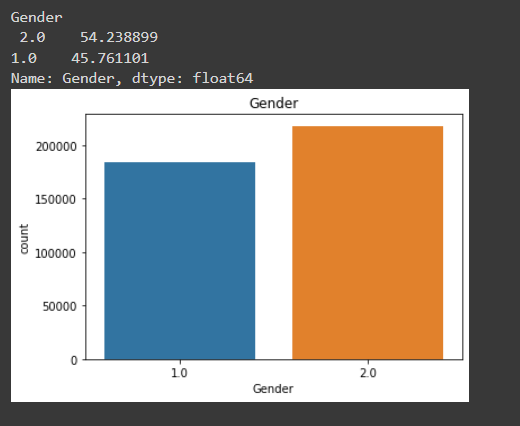 Gender
2.0    54.238899
1.0    45.761101
Name: Gender, dtype: float64
Gender
200000
150000
100000
50000
0
count
1.0 2.0
Gender